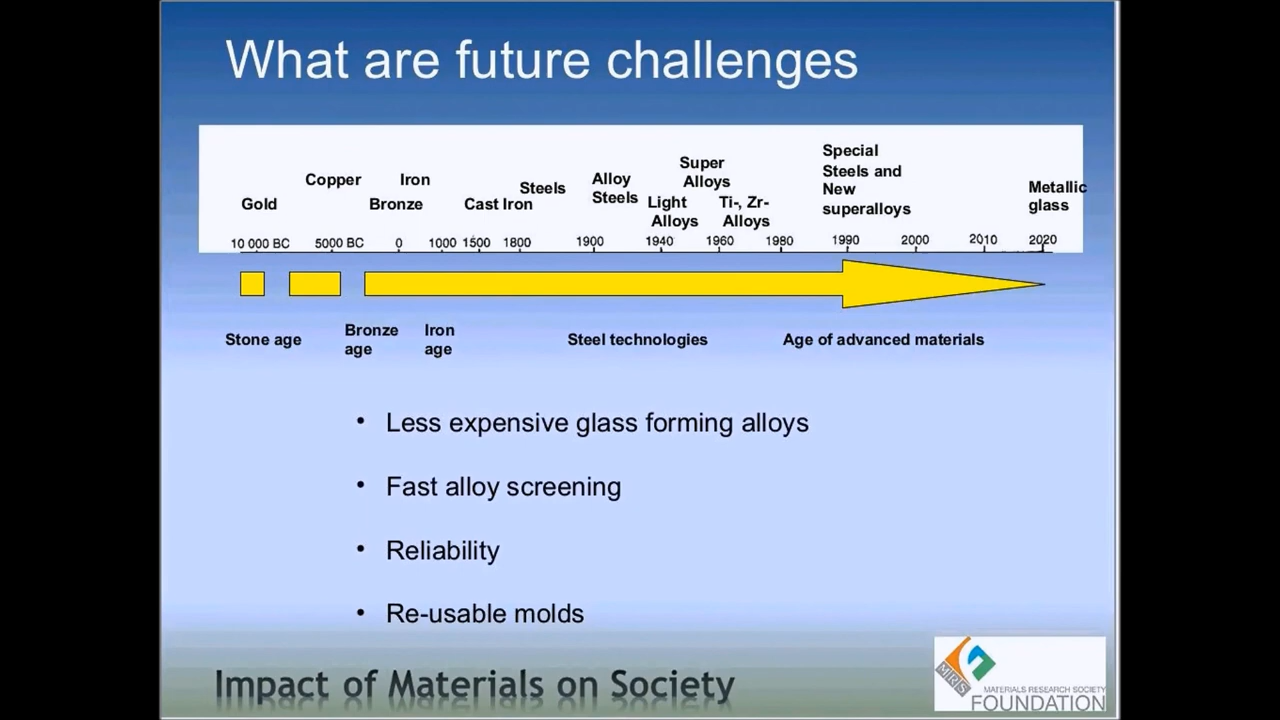 What are future challenges
Gold
Copper
Iron
Bronze
Cast Iron
Steels
Alloy
Steels
Light
Alloys
Super
Alloys
Ti-, Zr-
Alloys
Special
Steels and
New
superalloys
Metallic
glass
10 000 BC 5000 BC 0 1000 1500 1800 1900 1940 1960 1980 1990 2000 2010 2020
Stone age
Bronze
age
Iron
age
Steel technologies
Age of advanced materials
• Less expensive glass forming alloys
• Fast alloy screening
• Reliability
• Re-usable molds
Impact of Materials on Society
MRS
MATERIALS RESEARCH SOCIETY
FOUNDATION